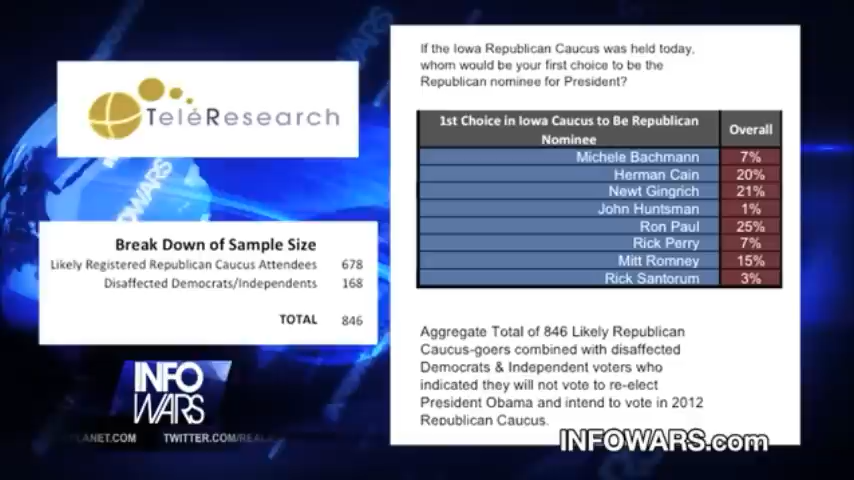 TeléResearch
Break Down of Sample Size
Likely Registered Republican Caucus Attendees 678
Disaffected Democrats/Independents 168
TOTAL 846
INFO
WARS
PLANET.COM TWITTER.COM/REAL
INFOWARS
If the Iowa Republican Caucus was held today,
whom would be your first choice to be the
Republican nominee for President?
1st Choice in Iowa Caucus to Be Republican
Nominee
Overall
Michele Bachmann 7%
Herman Cain 20%
Newt Gingrich 21%
John Huntsman 1%
Ron Paul 25%
Rick Perry 7%
Mitt Romney 15%
Rick Santorum 3%
Aggregate Total of 846 Likely Republican
Caucus-goers combined with disaffected
Democrats & Independent voters who
indicated they will not vote to re-elect
President Obama and intend to vote in 2012
Republican Caucus.
INFOWARS.com